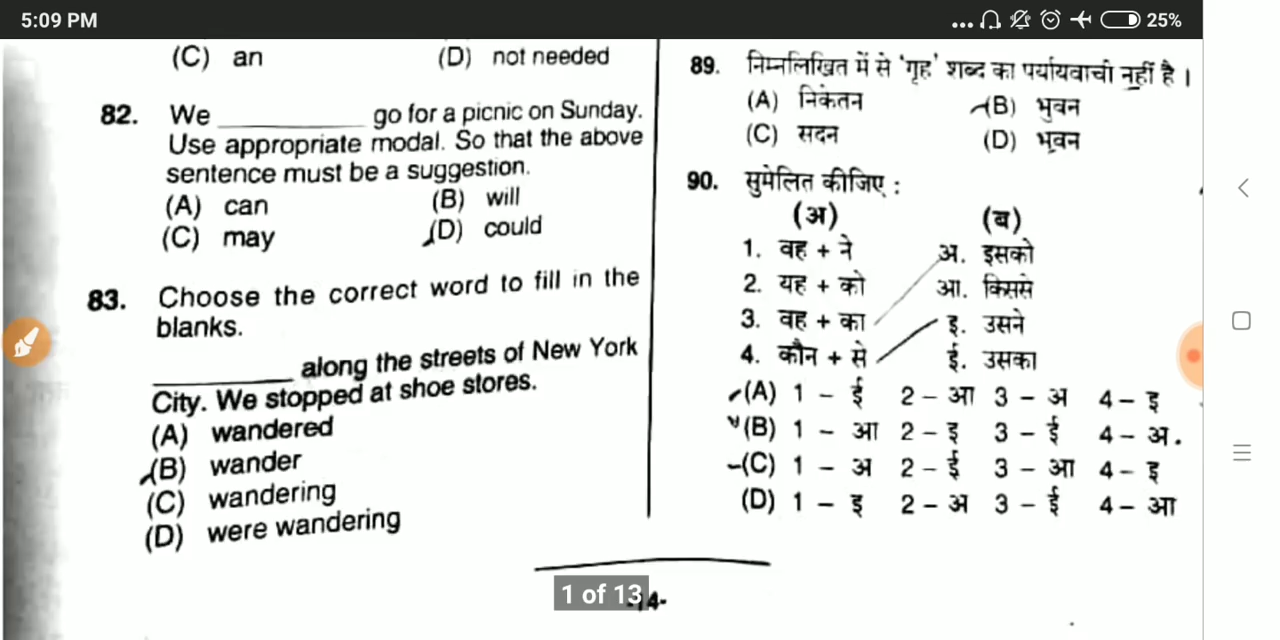 5:09 PM
... 25%
(C) an (D) not needed
82. We ________ go for a picnic on Sunday.
Use appropriate modal. So that the above
sentence must be a suggestion.
(A) can (B) will
(C) may (D) could
83. Choose the correct word to fill in the
blanks.
________ along the streets of New York
City. We stopped at shoe stores.
(A) wandered
(B) wander
(C) wandering
(D) were wandering
89. निम्नलिखित में से 'गृह' शब्द का पर्यायवाची नहीं है ।
(A) निकेतन (B) भुवन
(C) सदन (D) भवन
90. सुमेलित कीजिए :
(अ) (ब)
1. वह + ने अ. इसको
2. यह + को आ. किससे
3. वह + का इ. उसने
4. कौन + से ई. उसका
(A) 1 – ई 2 – आ 3 – अ 4 – इ
(B) 1 – आ 2 – इ 3 – ई 4 – अ.
(C) 1 – अ 2 – ई 3 – आ 4 – इ
(D) 1 – इ 2 – अ 3 – ई 4 – आ
1 of 13